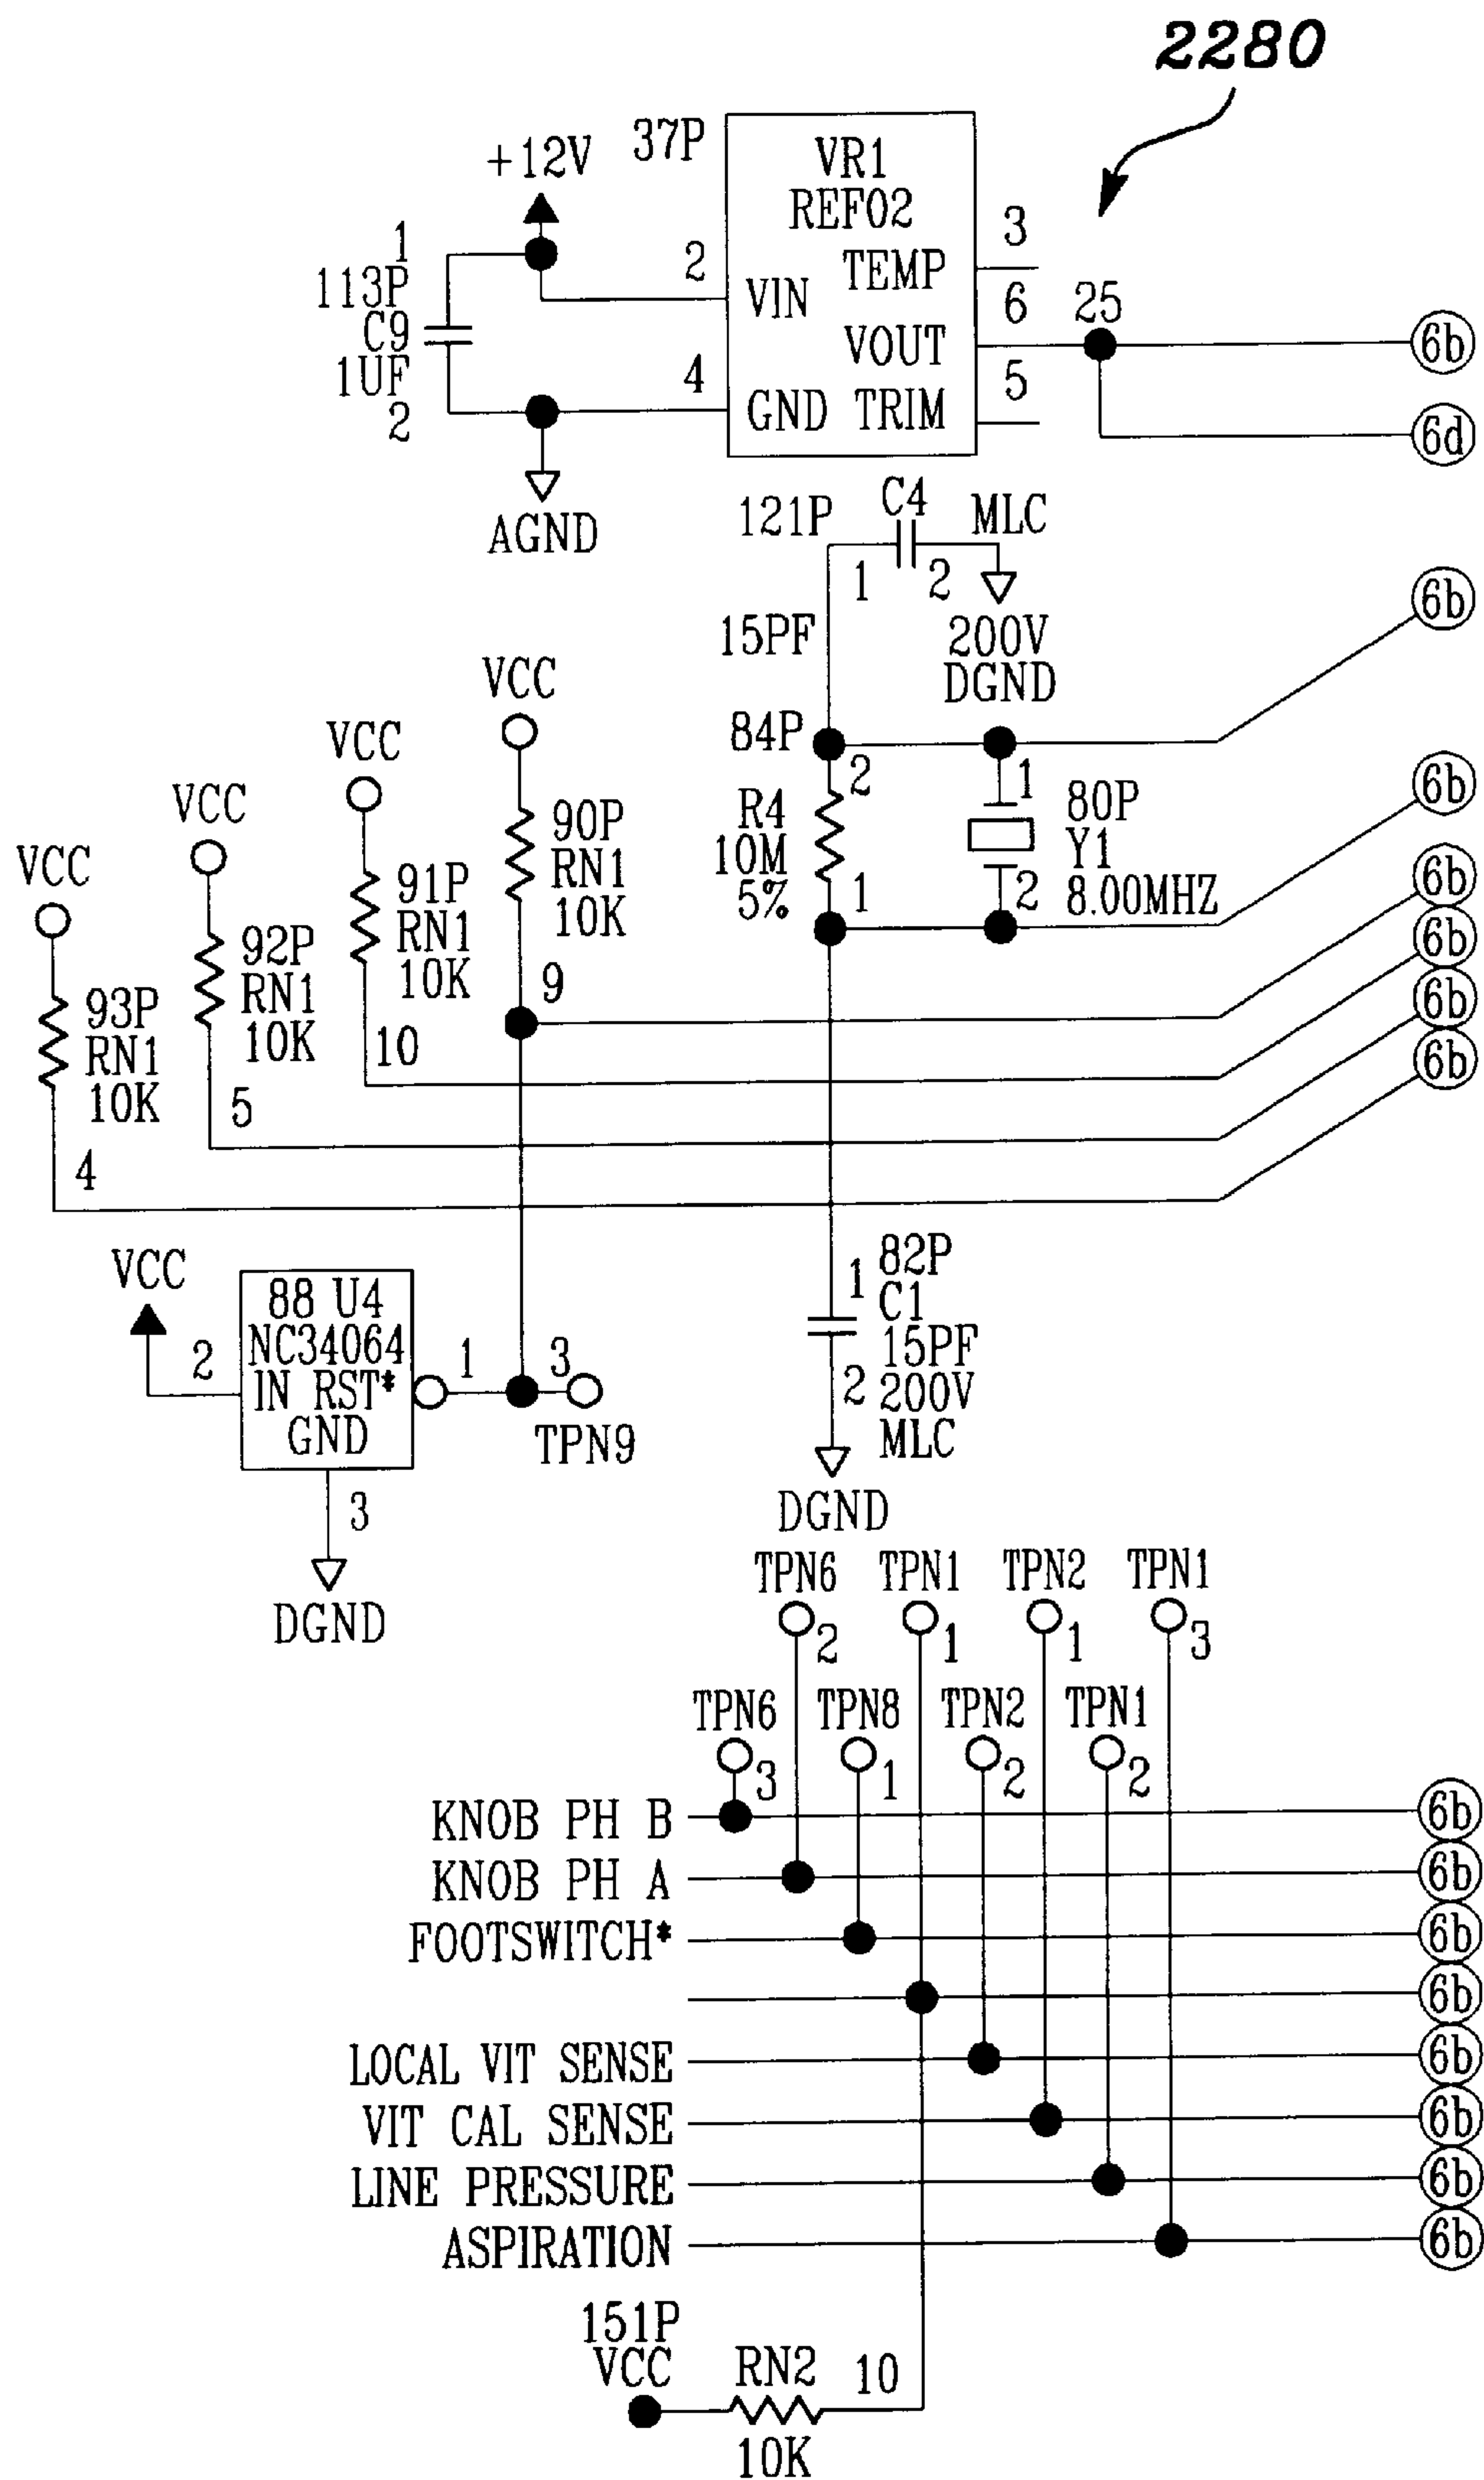 2280
+12V
37P
VR1
REF02
TEMP
VIN
VOUT
GND TRIM
3
6
5
25
1
113P
C9
1UF
2
2
4
AGND
6b
6d
121P
C4
MLC
1
2
15PF
200V
DGND
6b
84P
2
R4
10M
5%
1
1
80P
Y1
8.00MHZ
2
6b
VCC
90P
RN1
10K
9
6b
VCC
91P
RN1
10K
10
6b
VCC
92P
RN1
10K
5
6b
VCC
93P
RN1
10K
4
6b
VCC
2
88 U4
NC34064
IN RST*
GND
1
3
TPN9
3
DGND
1
82P
C1
15PF
2
200V
MLC
DGND
TPN6
TPN1
TPN2
TPN1
2
1
1
3
TPN6
TPN8
TPN2
TPN1
3
1
2
2
KNOB PH B
6b
KNOB PH A
6b
FOOTSWITCH*
6b
6b
LOCAL VIT SENSE
6b
VIT CAL SENSE
6b
LINE PRESSURE
6b
ASPIRATION
6b
151P
VCC
RN2
10
10K